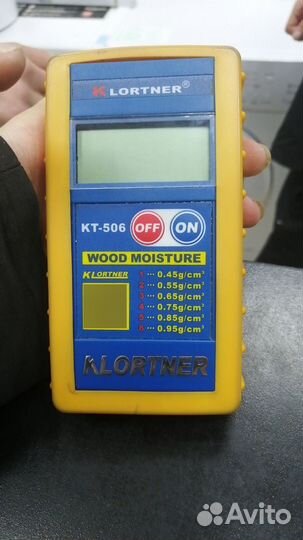 KLORTNER®
KT-506 OFF ON
WOOD MOISTURE
KLORTNER
1 ··· 0.45g/cm³
2 ··· 0.55g/cm³
3 ··· 0.65g/cm³
4 ··· 0.75g/cm³
5 ··· 0.85g/cm³
6 ··· 0.95g/cm³
KLORTNER
Avito